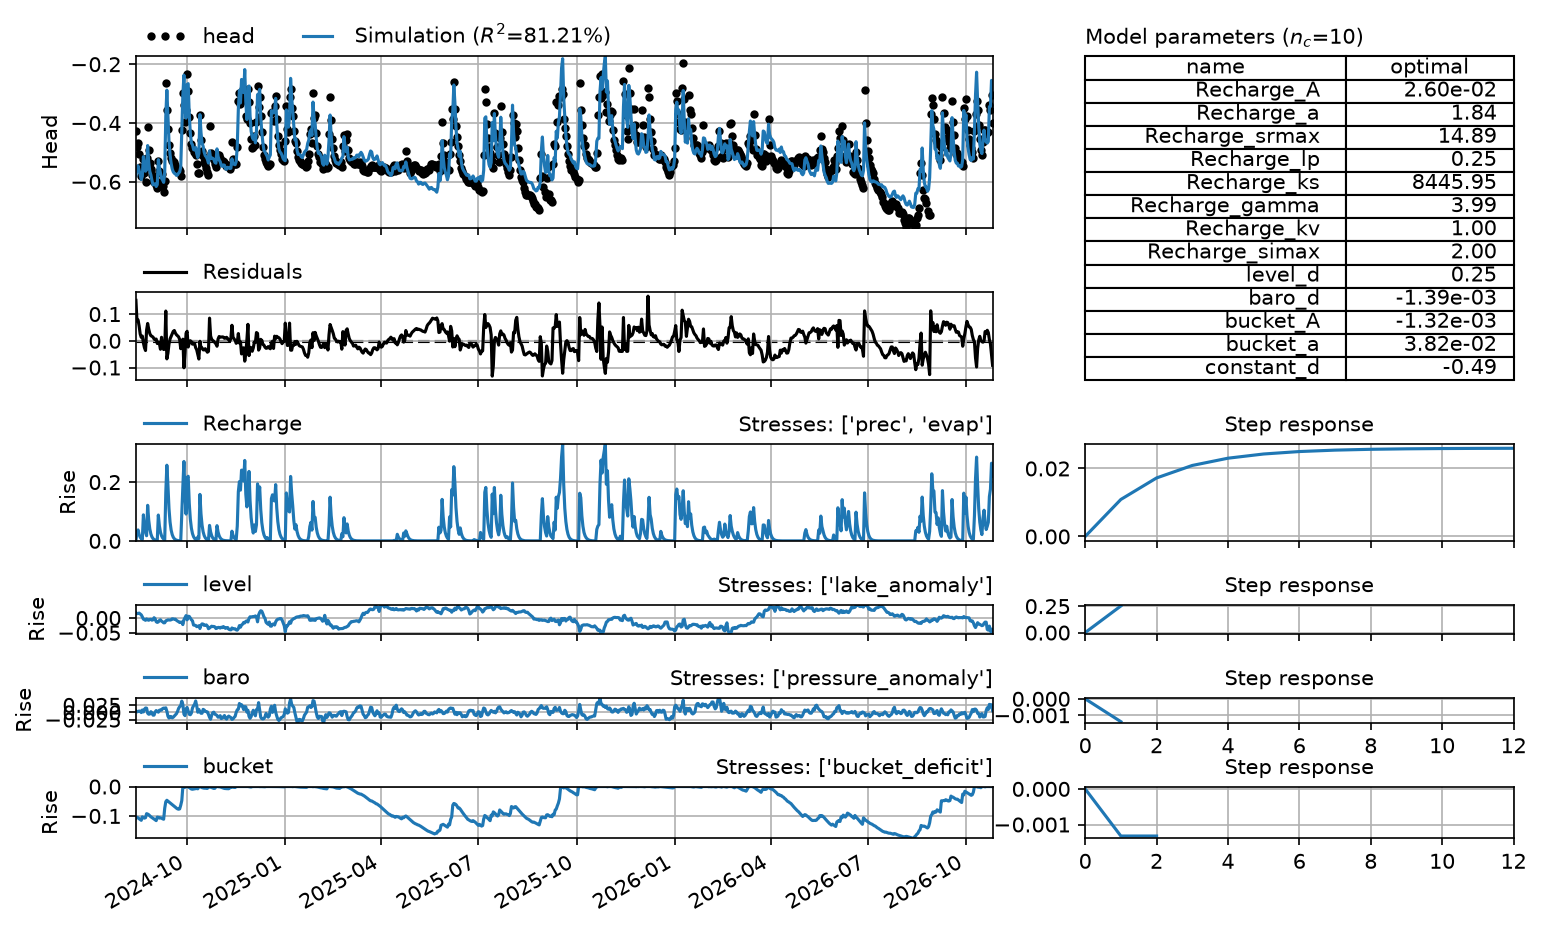 head Simulation (R²=81.21%)
Model parameters (n_c=10)
Head
−0.2
−0.4
−0.6
name optimal
Recharge_A 2.60e-02
Recharge_a 1.84
Recharge_srmax 14.89
Recharge_lp 0.25
Recharge_ks 8445.95
Recharge_gamma 3.99
Recharge_kv 1.00
Recharge_simax 2.00
level_d 0.25
baro_d -1.39e-03
bucket_A -1.32e-03
bucket_a 3.82e-02
constant_d -0.49
Residuals
0.1
0.0
−0.1
Recharge Stresses: ['prec', 'evap']
Rise
0.2
0.0
Step response
0.02
0.00
level Stresses: ['lake_anomaly']
Rise
0.00
−0.05
Step response
0.25
0.00
baro Stresses: ['pressure_anomaly']
Rise
0.025
−0.025
Step response
0.000
−0.001
0 2 4 6 8 10 12
bucket Stresses: ['bucket_deficit']
Rise
0.0
−0.1
Step response
0.000
−0.001
0 2 4 6 8 10 12
2024-10 2025-01 2025-04 2025-07 2025-10 2026-01 2026-04 2026-07 2026-10